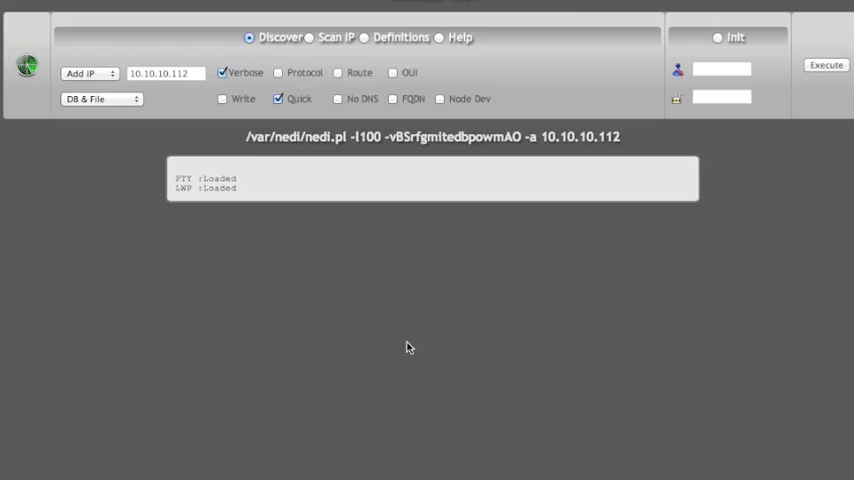 Discover Scan IP Definitions Help
Init
Add IP 10.10.10.112 Verbose Protocol Route OUI
Execute
DB & File Write Quick No DNS FQDN Node Dev
/var/nedi/nedi.pl -l100 -vBSrfgmitedbpowmAO -a 10.10.10.112
PTY :Loaded
LWP :Loaded